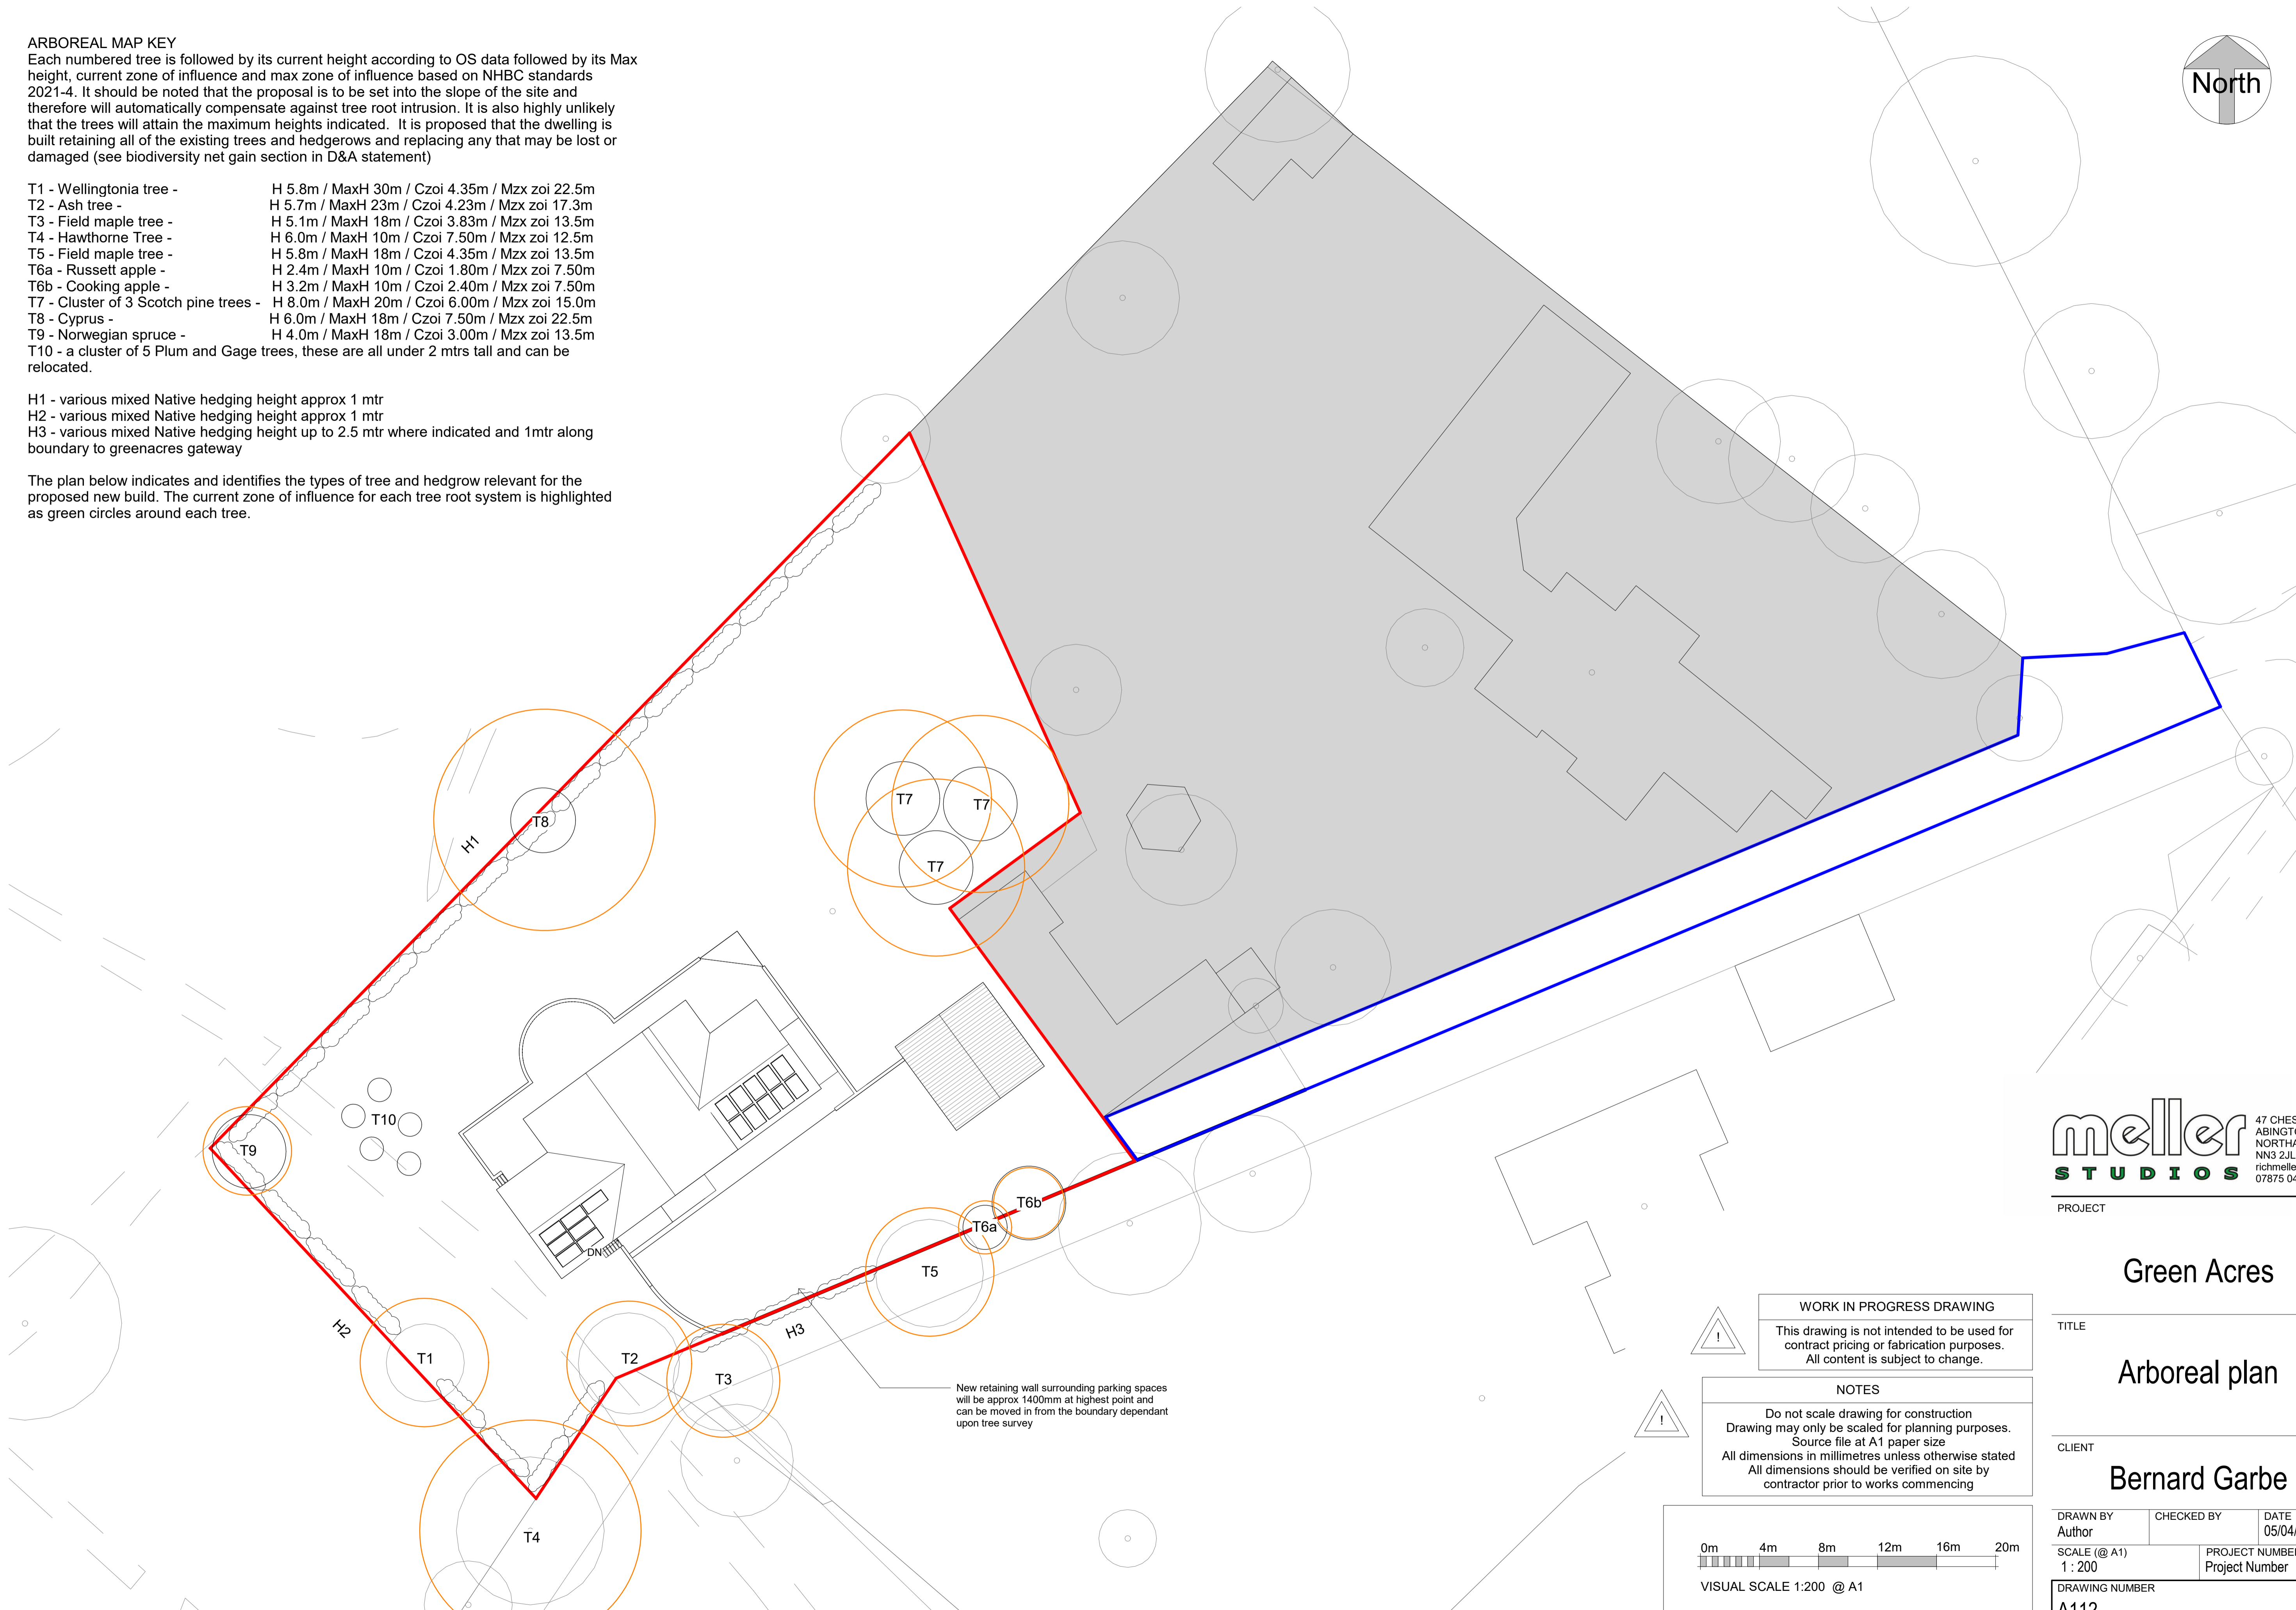 ARBOREAL MAP KEY
Each numbered tree is followed by its current height according to OS data followed by its Max
height, current zone of influence and max zone of influence based on NHBC standards
2021-4. It should be noted that the proposal is to be set into the slope of the site and
therefore will automatically compensate against tree root intrusion. It is also highly unlikely
that the trees will attain the maximum heights indicated. It is proposed that the dwelling is
built retaining all of the existing trees and hedgerows and replacing any that may be lost or
damaged (see biodiversity net gain section in D&A statement)
T1 - Wellingtonia tree - H 5.8m / MaxH 30m / Czoi 4.35m / Mzx zoi 22.5m
T2 - Ash tree - H 5.7m / MaxH 23m / Czoi 4.23m / Mzx zoi 17.3m
T3 - Field maple tree - H 5.1m / MaxH 18m / Czoi 3.83m / Mzx zoi 13.5m
T4 - Hawthorne Tree - H 6.0m / MaxH 10m / Czoi 7.50m / Mzx zoi 12.5m
T5 - Field maple tree - H 5.8m / MaxH 18m / Czoi 4.35m / Mzx zoi 13.5m
T6a - Russett apple - H 2.4m / MaxH 10m / Czoi 1.80m / Mzx zoi 7.50m
T6b - Cooking apple - H 3.2m / MaxH 10m / Czoi 2.40m / Mzx zoi 7.50m
T7 - Cluster of 3 Scotch pine trees - H 8.0m / MaxH 20m / Czoi 6.00m / Mzx zoi 15.0m
T8 - Cyprus - H 6.0m / MaxH 18m / Czoi 7.50m / Mzx zoi 22.5m
T9 - Norwegian spruce - H 4.0m / MaxH 18m / Czoi 3.00m / Mzx zoi 13.5m
T10 - a cluster of 5 Plum and Gage trees, these are all under 2 mtrs tall and can be
relocated.
H1 - various mixed Native hedging height approx 1 mtr
H2 - various mixed Native hedging height approx 1 mtr
H3 - various mixed Native hedging height up to 2.5 mtr where indicated and 1mtr along
boundary to greenacres gateway
The plan below indicates and identifies the types of tree and hedgrow relevant for the
proposed new build. The current zone of influence for each tree root system is highlighted
as green circles around each tree.
North
T7
T7
T7
T8
H1
T10
T9
T6b
T6a
T5
DN
H3
H2
T1
T2
T3
T4
New retaining wall surrounding parking spaces
will be approx 1400mm at highest point and
can be moved in from the boundary dependant
upon tree survey
!
WORK IN PROGRESS DRAWING
This drawing is not intended to be used for
contract pricing or fabrication purposes.
All content is subject to change.
!
NOTES
Do not scale drawing for construction
Drawing may only be scaled for planning purposes.
Source file at A1 paper size
All dimensions in millimetres unless otherwise stated
All dimensions should be verified on site by
contractor prior to works commencing
0m 4m 8m 12m 16m 20m
VISUAL SCALE 1:200 @ A1
meller
STUDIOS
47 CHES
ABINGT
NORTHA
NN3 2JL
richmelle
07875 04
PROJECT
Green Acres
TITLE
Arboreal plan
CLIENT
Bernard Garbe
DRAWN BY CHECKED BY DATE
Author 05/04/
SCALE (@ A1) PROJECT NUMBER
1 : 200 Project Number
DRAWING NUMBER
A112